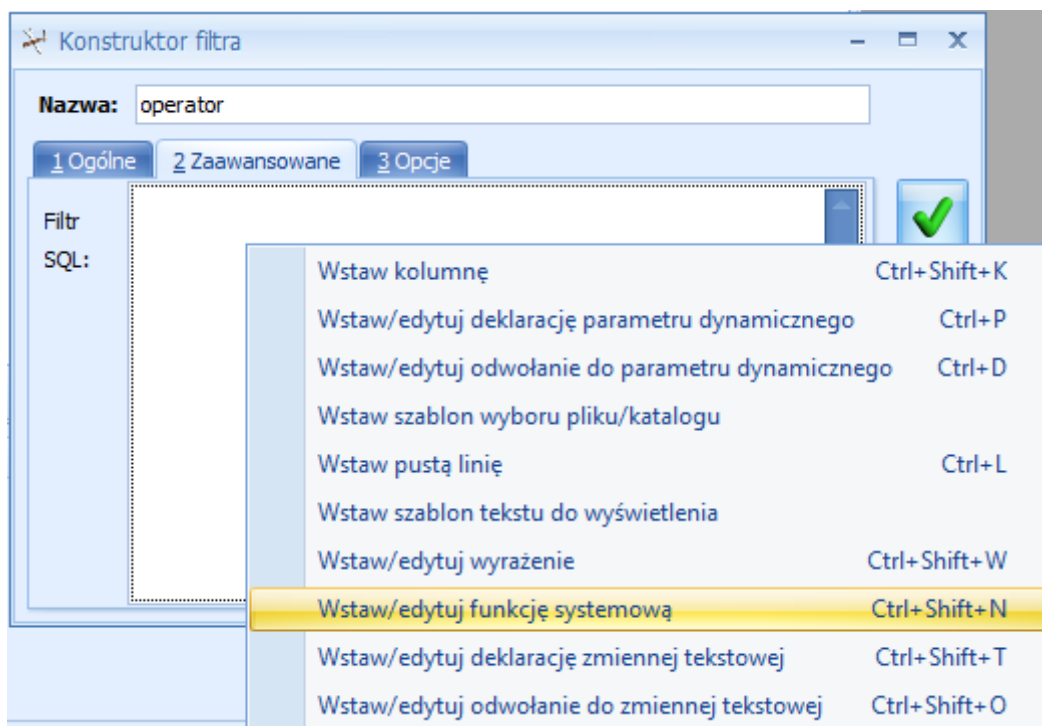 Konstruktor filtra
Nazwa: operator
1 Ogólne 2 Zaawansowane 3 Opcje
Filtr
SQL:
Wstaw kolumnę Ctrl+Shift+K
Wstaw/edytuj deklarację parametru dynamicznego Ctrl+P
Wstaw/edytuj odwołanie do parametru dynamicznego Ctrl+D
Wstaw szablon wyboru pliku/katalogu
Wstaw pustą linię Ctrl+L
Wstaw szablon tekstu do wyświetlenia
Wstaw/edytuj wyrażenie Ctrl+Shift+W
Wstaw/edytuj funkcję systemową Ctrl+Shift+N
Wstaw/edytuj deklarację zmiennej tekstowej Ctrl+Shift+T
Wstaw/edytuj odwołanie do zmiennej tekstowej Ctrl+Shift+O